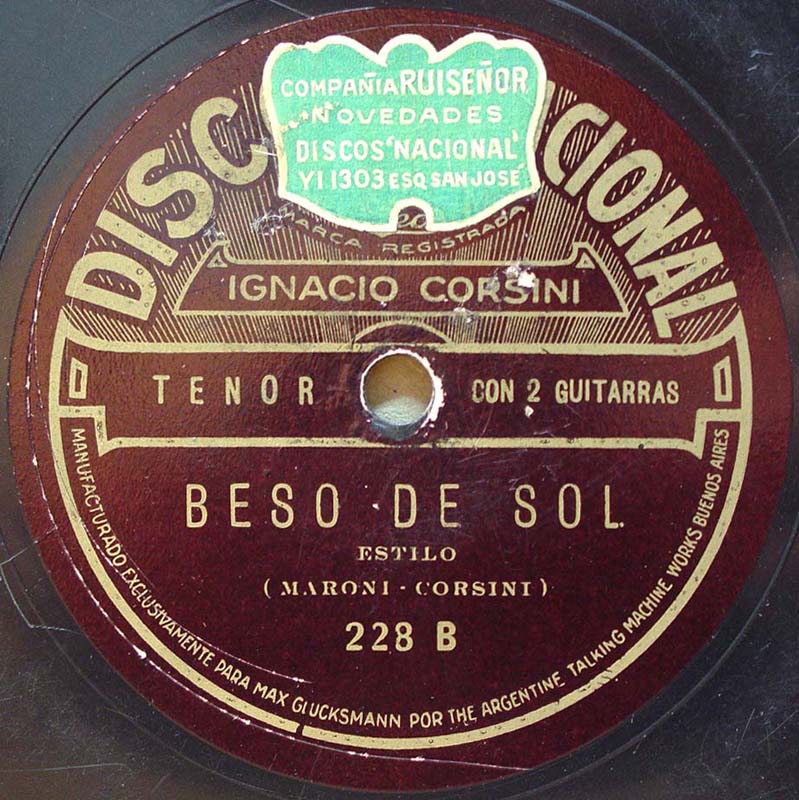 COMPAÑIA RUISEÑOR
NOVEDADES
DISCOS 'NACIONAL'
YI 1303 ESQ SAN JOSÉ
DISC CIONAL
MARCA REGISTRADA
IGNACIO CORSINI
TENOR CON 2 GUITARRAS
BESO DE SOL
ESTILO
(MARONI - CORSINI)
228 B
MANUFACTURADO EXCLUSIVAMENTE PARA MAX GLUCKSMANN POR THE ARGENTINE TALKING MACHINE WORKS BUENOS AIRES